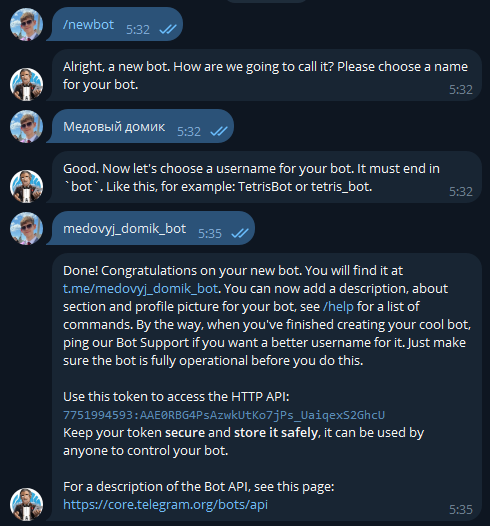 /newbot 5:32
Alright, a new bot. How are we going to call it? Please choose a name
for your bot. 5:32
Медовый домик 5:32
Good. Now let's choose a username for your bot. It must end in
`bot`. Like this, for example: TetrisBot or tetris_bot. 5:32
medovyj_domik_bot 5:35
Done! Congratulations on your new bot. You will find it at
t.me/medovyj_domik_bot. You can now add a description, about
section and profile picture for your bot, see /help for a list of
commands. By the way, when you've finished creating your cool bot,
ping our Bot Support if you want a better username for it. Just make
sure the bot is fully operational before you do this.
Use this token to access the HTTP API:
7751994593:AAE0RBG4PsAzwkUtKo7jPs_UaiqexS2GhcU
Keep your token secure and store it safely, it can be used by
anyone to control your bot.
For a description of the Bot API, see this page:
https://core.telegram.org/bots/api 5:35